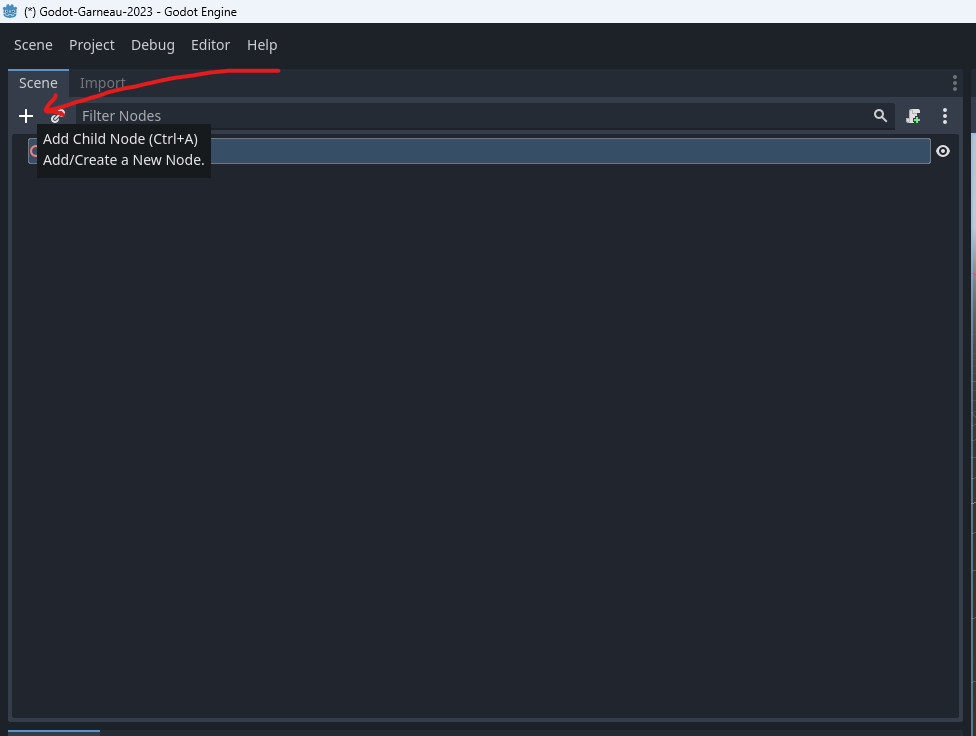 (*) Godot-Garneau-2023 - Godot Engine
Scene Project Debug Editor Help
Scene Import
Filter Nodes
Add Child Node (Ctrl+A)
Add/Create a New Node.